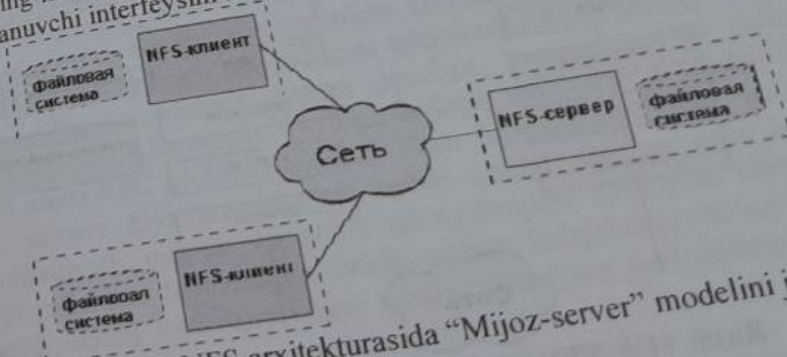 anuvchi
NFS-клиент
файловая
система
NFS-сервер
файловая
система
Сеть
NFS-клиент
файловая
система
NFS arxitekturasida “Mijoz-server” modelini